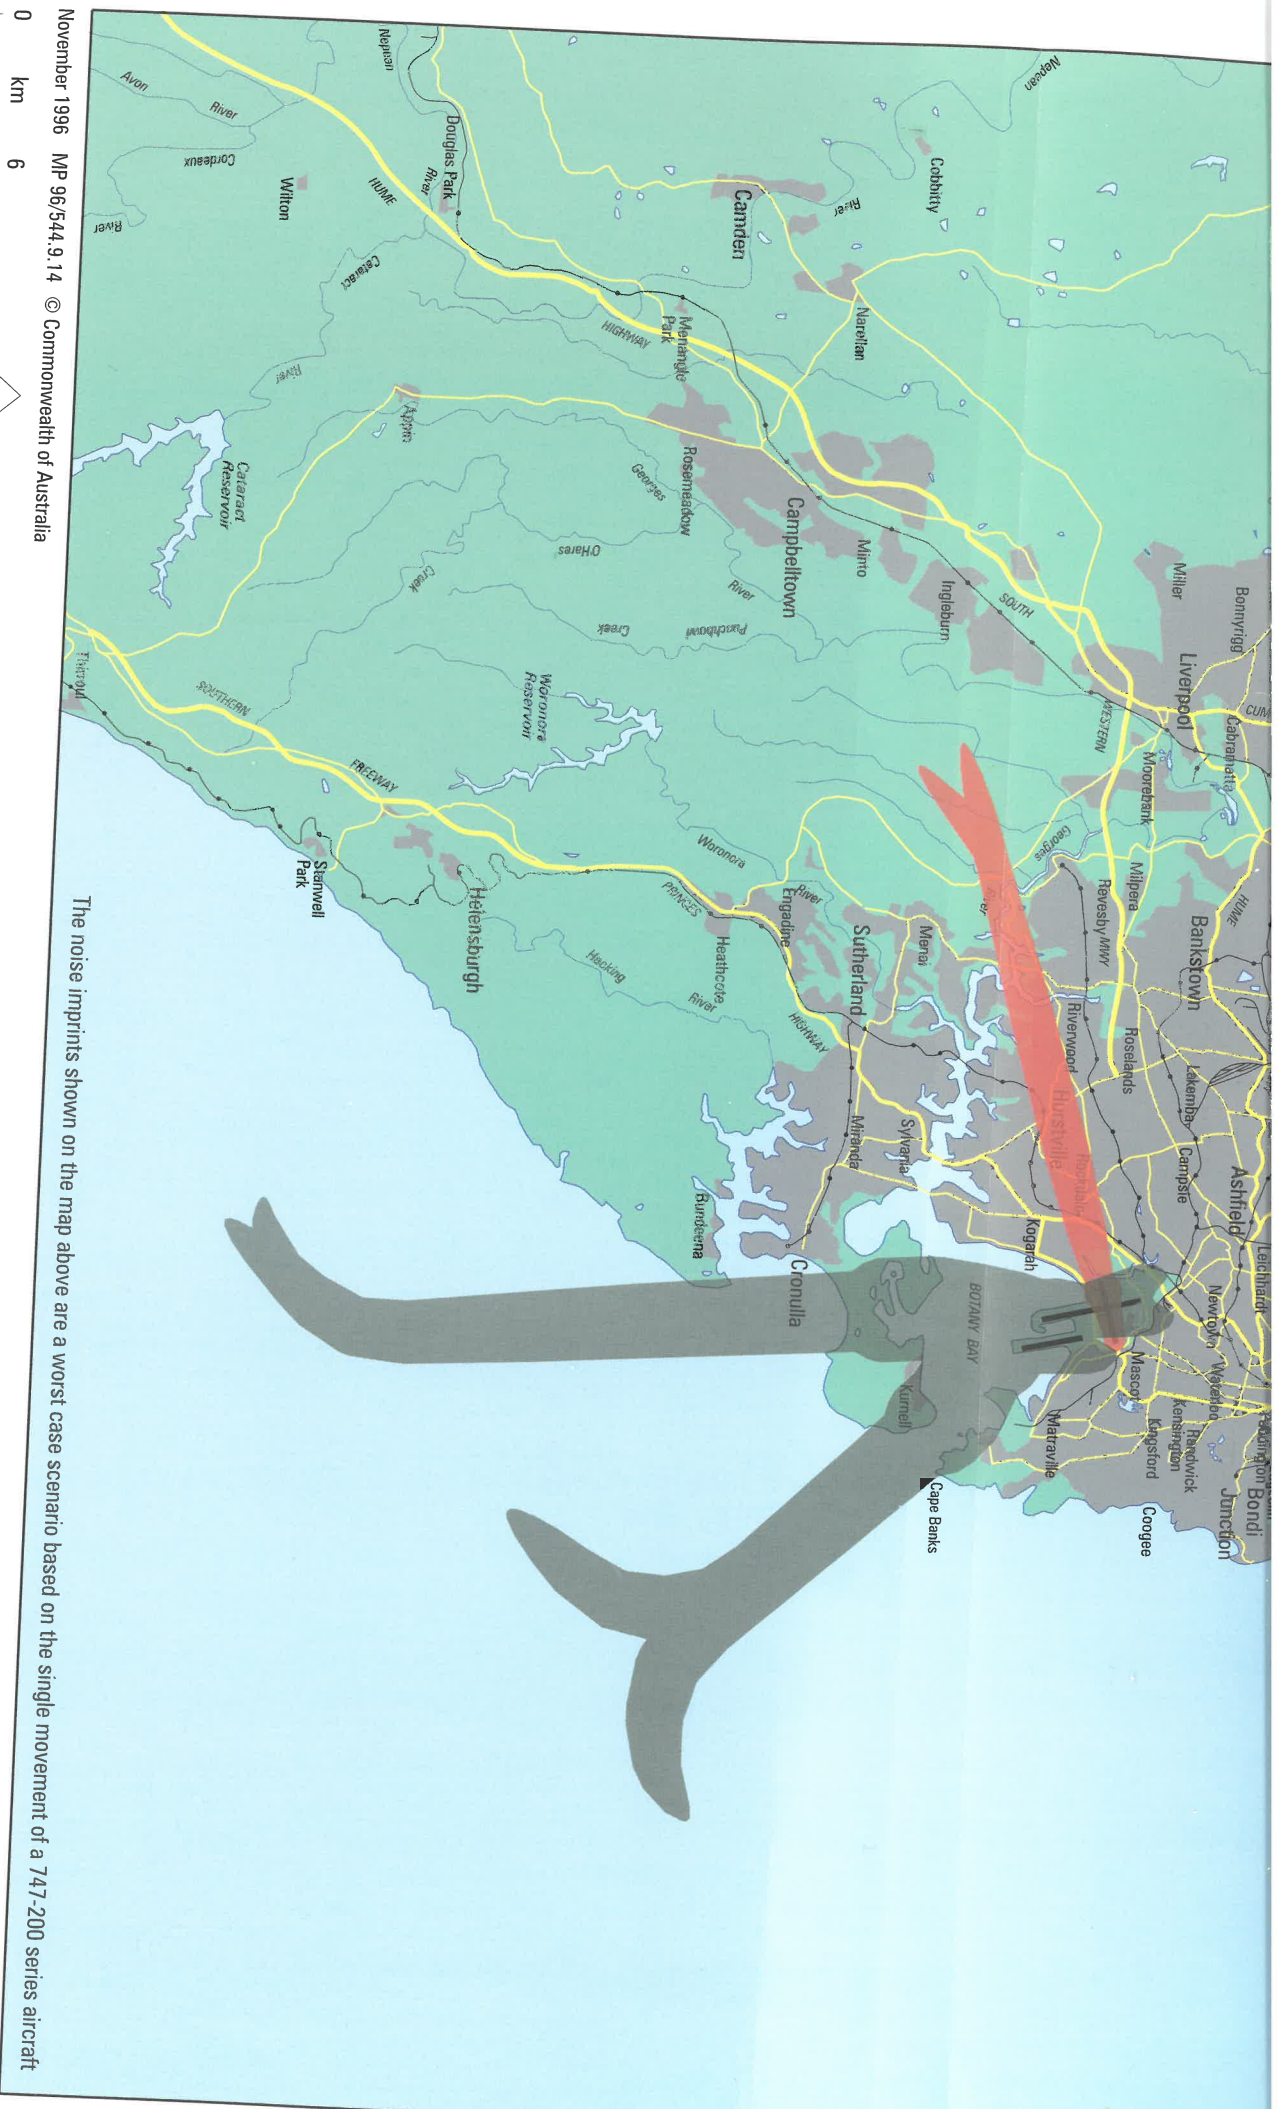 Paddington
Bondi
Junction
Leichhardt
Ashfield
Newtown
Waterloo
Randwick
Kensington
Kingsford
Coogee
Mascot
Matraville
Cape Banks
BOTANY BAY
Kurnell
Bonnyrigg
CUM
Cabramatta
HUME
Miller
Liverpool
Bankstown
Lakemba
Campsie
Moorebank
Milpera
Roselands
WESTERN
Revesby
MWY
Riverwood
Hurstville
Rockdale
Kogarah
Georges
River
SOUTH
Nepean
Cobbitty
Ingleburn
Menai
Sylvania
Narellan
River
Minto
Sutherland
Miranda
Campbelltown
River
Engadine
HIGHWAY
Cronulla
Camden
Woronora
Heathcote
River
Bundeena
River
Punchbowl
Creek
PRINCES
Menangle
Park
Rosemeadow
Georges
HIGHWAY
O'Hares
Creek
Hacking
Woronora
Reservoir
Helensburgh
Douglas Park
River
Appin
Nepean
HUME
Cataract
River
FREEWAY
Stanwell
Park
Wilton
Cordeaux
River
Cataract
Reservoir
SOUTHERN
Avon
River
Thirroul
The noise imprints shown on the map above are a worst case scenario based on the single movement of a 747-200 series aircraft
November 1996 MP 96/544.9.14 © Commonwealth of Australia
0 km 6